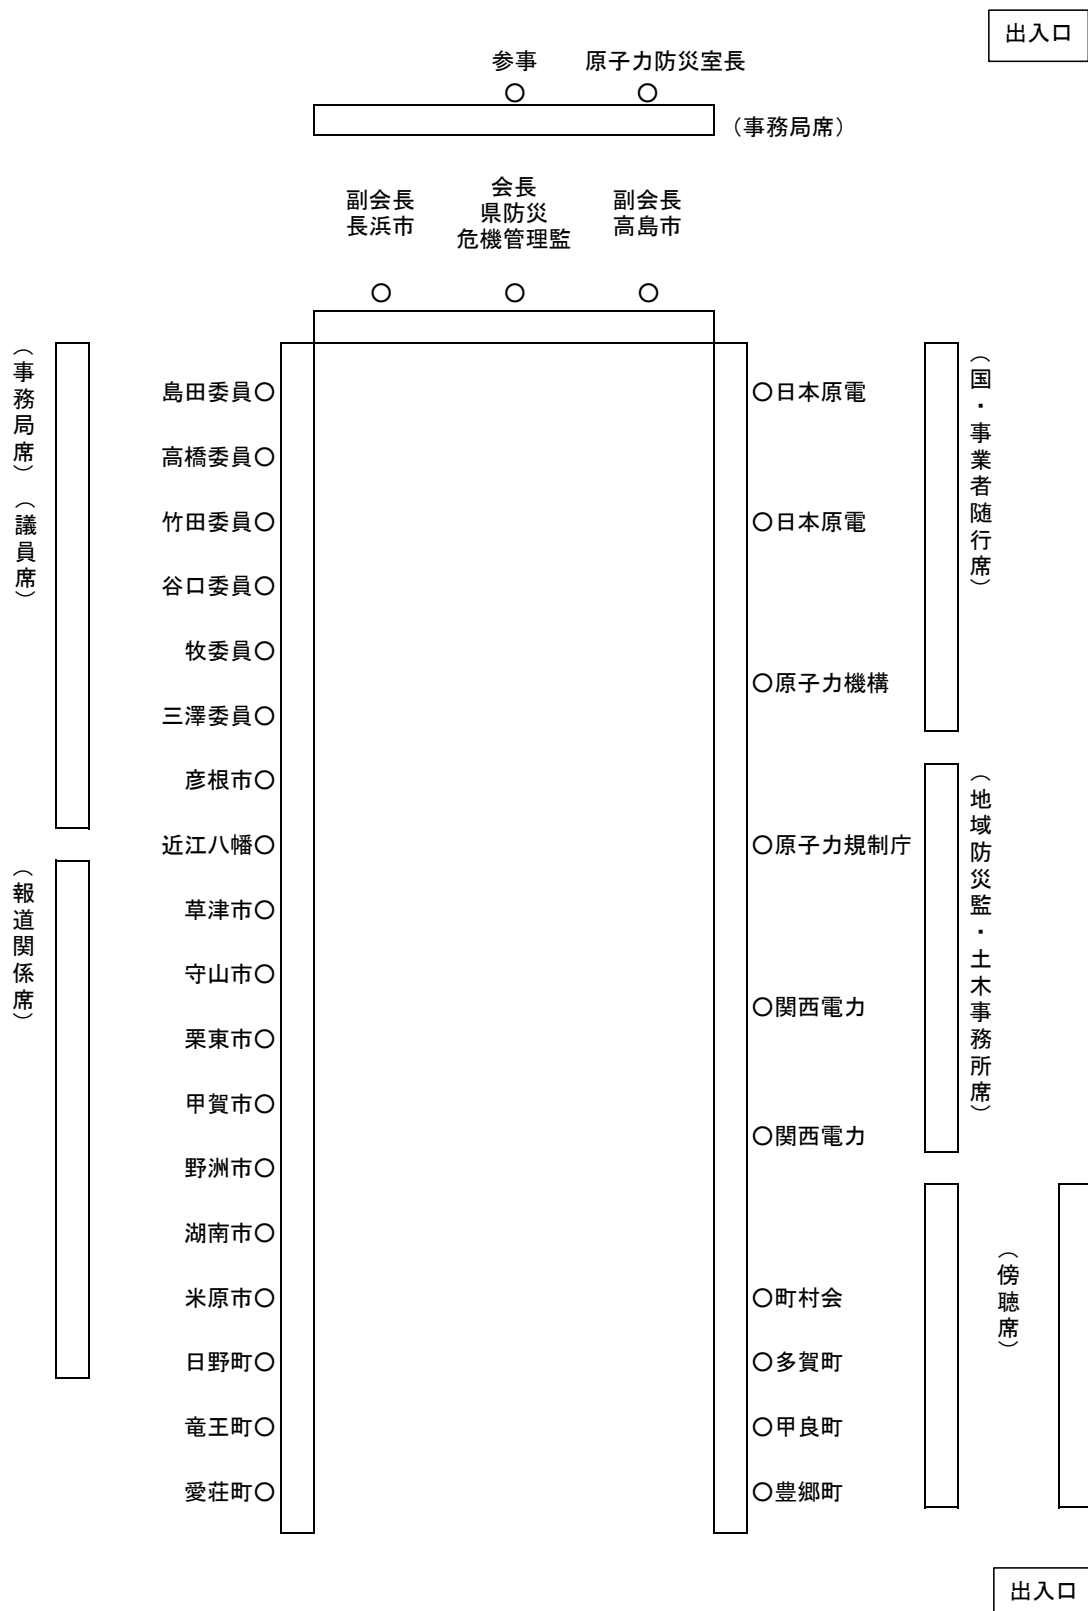 出入口
参事
原子力防災室長
（事務局席）
副会長
長浜市
会長
県防災
危機管理監
副会長
高島市
（事務局席）（議員席）
（報道関係席）
島田委員○
高橋委員○
竹田委員○
谷口委員○
牧委員○
三澤委員○
彦根市○
近江八幡○
草津市○
守山市○
栗東市○
甲賀市○
野洲市○
湖南市○
米原市○
日野町○
竜王町○
愛荘町○
○日本原電
○日本原電
○原子力機構
○原子力規制庁
○関西電力
○関西電力
○町村会
○多賀町
○甲良町
○豊郷町
（国・事業者随行席）
（地域防災監・土木事務所席）
（傍聴席）
出入口